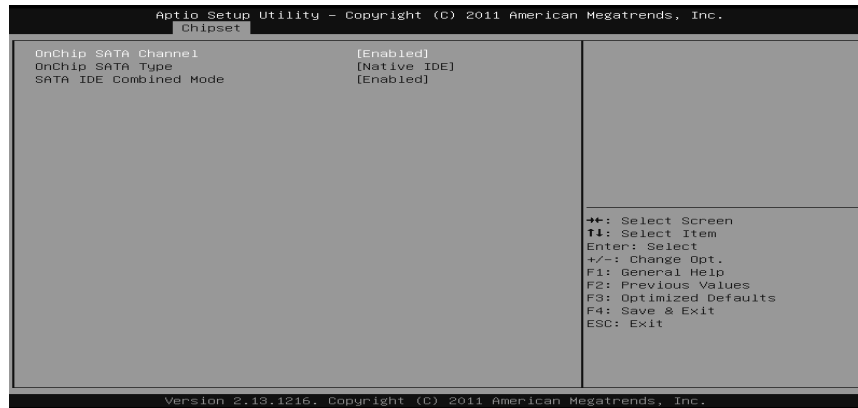 Aptio Setup Utility – Copyright (C) 2011 American Megatrends, Inc.
Chipset
OnChip SATA Channel [Enabled]
OnChip SATA Type [Native IDE]
SATA IDE Combined Mode [Enabled]
→←: Select Screen
↑↓: Select Item
Enter: Select
+/-: Change Opt.
F1: General Help
F2: Previous Values
F3: Optimized Defaults
F4: Save & Exit
ESC: Exit
Version 2.13.1216. Copyright (C) 2011 American Megatrends, Inc.